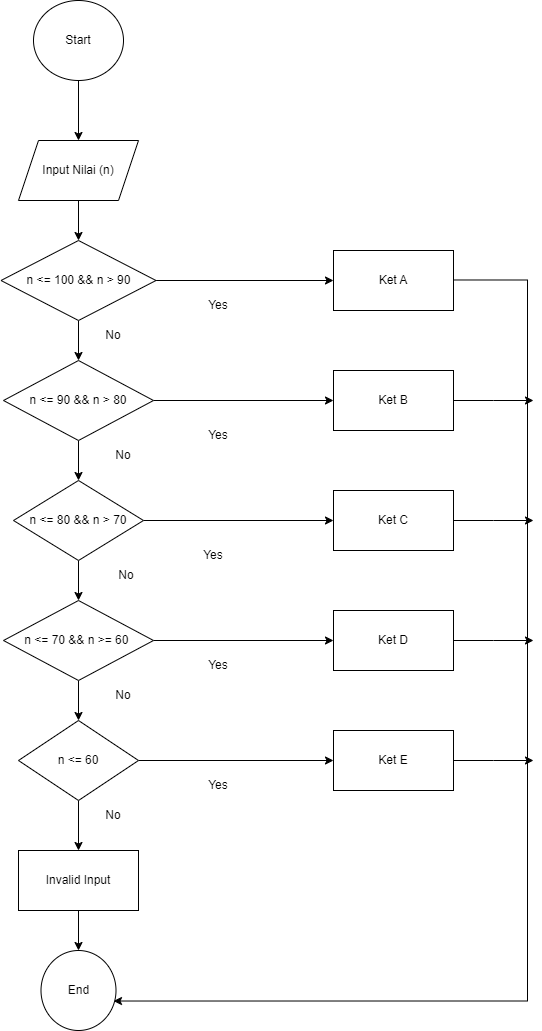 Start
Input Nilai (n)
n <= 100 && n > 90
Ket A
Yes
No
n <= 90 && n > 80
Ket B
Yes
No
n <= 80 && n > 70
Ket C
Yes
No
n <= 70 && n >= 60
Ket D
Yes
No
n <= 60
Ket E
Yes
No
Invalid Input
End